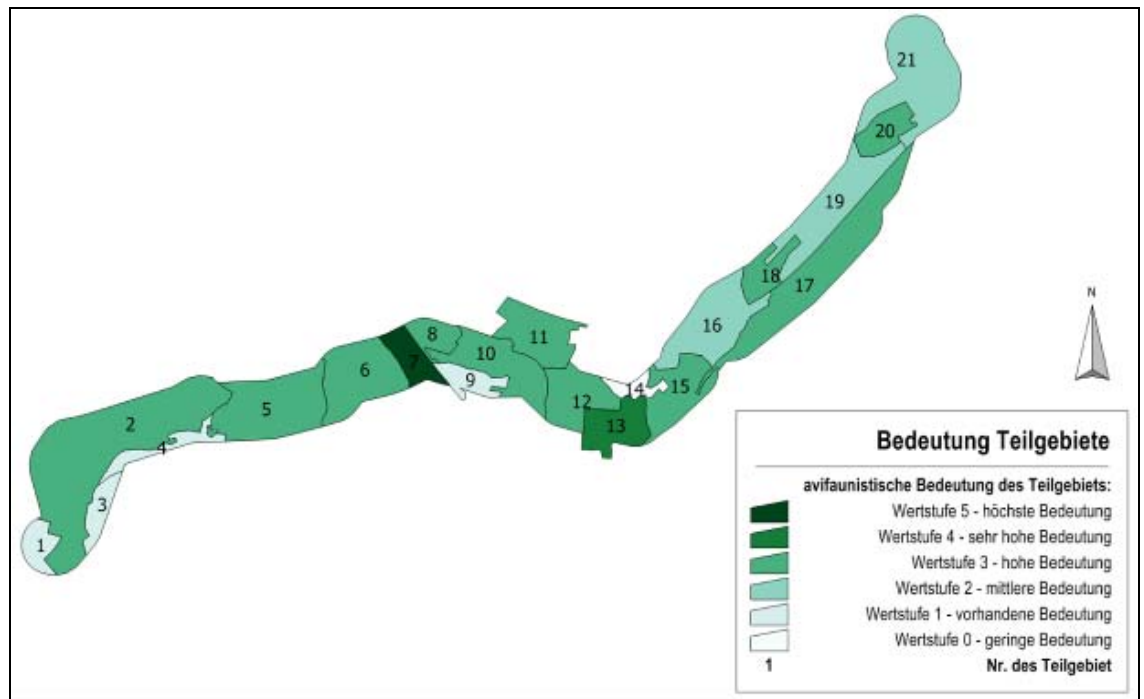 21
20
19
18
17
16
11
8
10
7
6
9
14
15
12
5
2
13
4
3
1
N
Bedeutung Teilgebiete
avifaunistische Bedeutung des Teilgebiets:
Wertstufe 5 - höchste Bedeutung
Wertstufe 4 - sehr hohe Bedeutung
Wertstufe 3 - hohe Bedeutung
Wertstufe 2 - mittlere Bedeutung
Wertstufe 1 - vorhandene Bedeutung
Wertstufe 0 - geringe Bedeutung
1 Nr. des Teilgebiet